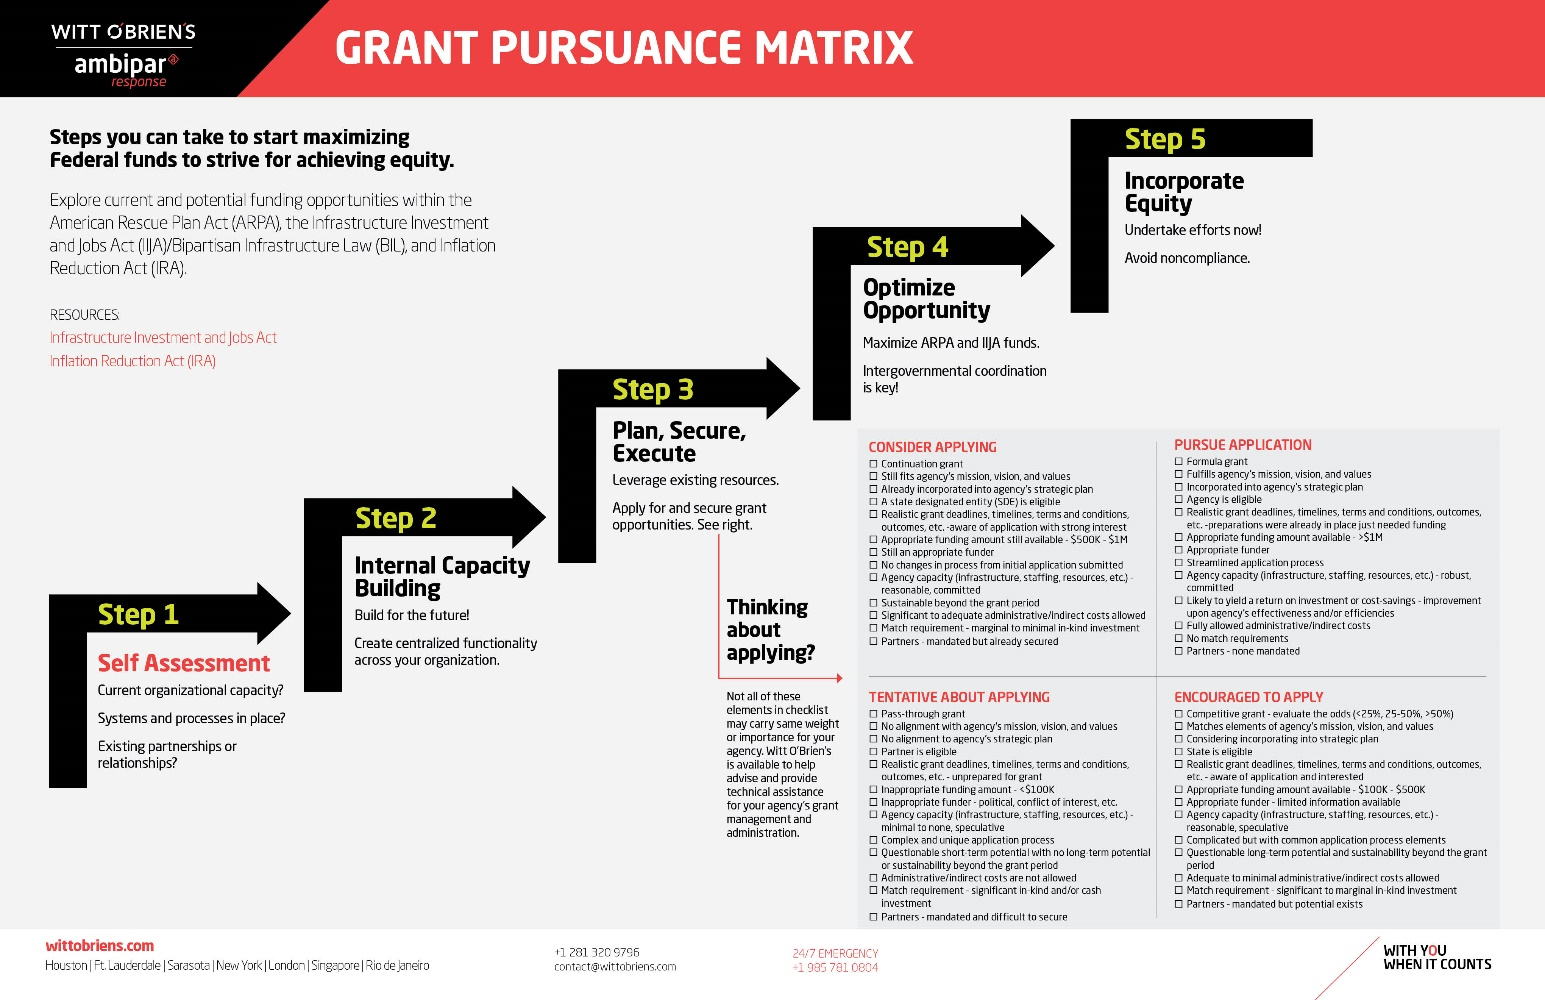 WITT O'BRIEN'S
ambipar
response
GRANT PURSUANCE MATRIX
Steps you can take to start maximizing
Federal funds to strive for achieving equity.
Explore current and potential funding opportunities within the
American Rescue Plan Act (ARPA), the Infrastructure Investment
and Jobs Act (IIJA)/Bipartisan Infrastructure Law (BIL), and Inflation
Reduction Act (IRA).
RESOURCES:
Infrastructure Investment and Jobs Act
Inflation Reduction Act (IRA)
Step 1
Self Assessment
Current organizational capacity?
Systems and processes in place?
Existing partnerships or
relationships?
Step 2
Internal Capacity
Building
Build for the future!
Create centralized functionality
across your organization.
Step 3
Plan, Secure,
Execute
Leverage existing resources.
Apply for and secure grant
opportunities. See right.
Thinking
about
applying?
Not all of these
elements in checklist
may carry same weight
or importance for your
agency. Witt O'Brien's
is available to help
advise and provide
technical assistance
for your agency's grant
management and
administration.
Step 4
Optimize
Opportunity
Maximize ARPA and IIJA funds.
Intergovernmental coordination
is key!
Step 5
Incorporate
Equity
Undertake efforts now!
Avoid noncompliance.
CONSIDER APPLYING
☐ Continuation grant
☐ Still fits agency's mission, vision, and values
☐ Already incorporated into agency's strategic plan
☐ A state designated entity (SDE) is eligible
☐ Realistic grant deadlines, timelines, terms and conditions,
outcomes, etc. -aware of application with strong interest
☐ Appropriate funding amount still available - $500K - $1M
☐ Still an appropriate funder
☐ No changes in process from initial application submitted
☐ Agency capacity (infrastructure, staffing, resources, etc.) -
reasonable, committed
☐ Sustainable beyond the grant period
☐ Significant to adequate administrative/indirect costs allowed
☐ Match requirement - marginal to minimal in-kind investment
☐ Partners - mandated but already secured
PURSUE APPLICATION
☐ Formula grant
☐ Fulfills agency's mission, vision, and values
☐ Incorporated into agency's strategic plan
☐ Agency is eligible
☐ Realistic grant deadlines, timelines, terms and conditions, outcomes,
etc. -preparations were already in place just needed funding
☐ Appropriate funding amount available - >$1M
☐ Appropriate funder
☐ Streamlined application process
☐ Agency capacity (infrastructure, staffing, resources, etc.) - robust,
committed
☐ Likely to yield a return on investment or cost-savings - improvement
upon agency's effectiveness and/or efficiencies
☐ Fully allowed administrative/indirect costs
☐ No match requirements
☐ Partners - none mandated
TENTATIVE ABOUT APPLYING
☐ Pass-through grant
☐ No alignment with agency's mission, vision, and values
☐ No alignment to agency's strategic plan
☐ Partner is eligible
☐ Realistic grant deadlines, timelines, terms and conditions,
outcomes, etc. - unprepared for grant
☐ Inappropriate funding amount - <$100K
☐ Inappropriate funder - political, conflict of interest, etc.
☐ Agency capacity (infrastructure, staffing, resources, etc.) -
minimal to none, speculative
☐ Complex and unique application process
☐ Questionable short-term potential with no long-term potential
or sustainability beyond the grant period
☐ Administrative/indirect costs are not allowed
☐ Match requirement - significant in-kind and/or cash
investment
☐ Partners - mandated and difficult to secure
ENCOURAGED TO APPLY
☐ Competitive grant - evaluate the odds (<25%, 25-50%, >50%)
☐ Matches elements of agency's mission, vision, and values
☐ Considering incorporating into strategic plan
☐ State is eligible
☐ Realistic grant deadlines, timelines, terms and conditions, outcomes,
etc. - aware of application and interested
☐ Appropriate funding amount available - $100K - $500K
☐ Appropriate funder - limited information available
☐ Agency capacity (infrastructure, staffing, resources, etc.) -
reasonable, speculative
☐ Complicated but with common application process elements
☐ Questionable long-term potential and sustainability beyond the grant
period
☐ Adequate to minimal administrative/indirect costs allowed
☐ Match requirement - significant to marginal in-kind investment
☐ Partners - mandated but potential exists
wittobriens.com
Houston | Ft. Lauderdale | Sarasota | New York | London | Singapore | Rio de Janeiro
+1 281 320 9796
contact@wittobriens.com
24/7 EMERGENCY
+1 985 781 0804
WITH YOU
WHEN IT COUNTS